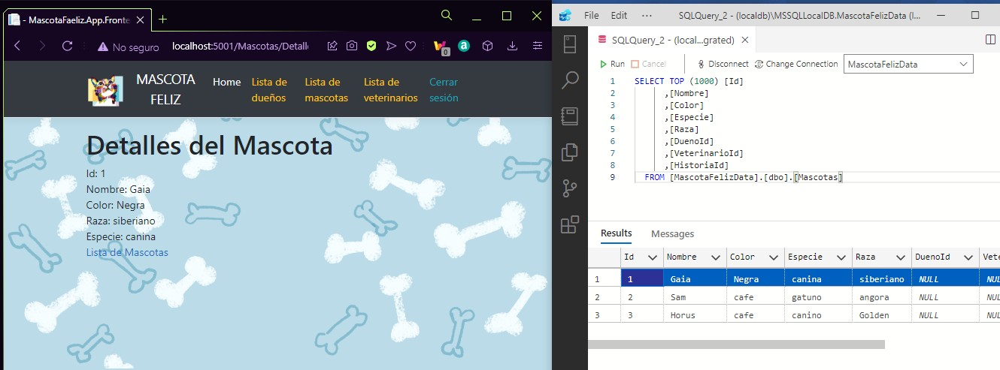 - MascotaFaeliz.App.Fronte
No seguro
localhost:5001/Mascotas/Detall
0
a
MASCOTA
FELIZ
Home
Lista de
dueños
Lista de
mascotas
Lista de
veterinarios
Cerrar
sesión
Detalles del Mascota
Id: 1
Nombre: Gaia
Color: Negra
Raza: siberiano
Especie: canina
Lista de Mascotas
File Edit ··· SQLQuery_2 - (localdb)\MSSQLLocalDB.MascotaFelizData (l...
SQLQuery_2 - (local...grated)
Run Cancel Disconnect Change Connection MascotaFelizData
1 SELECT TOP (1000) [Id]
2 ,[Nombre]
3 ,[Color]
4 ,[Especie]
5 ,[Raza]
6 ,[DuenoId]
7 ,[VeterinarioId]
8 ,[HistoriaId]
9 FROM [MascotaFelizData].[dbo].[Mascotas]
Results Messages
Id Nombre Color Especie Raza DuenoId Vete
1 1 Gaia Negra canina siberiano NULL NUL
2 2 Sam cafe gatuno angora NULL NUL
3 3 Horus cafe canino Golden NULL NUL